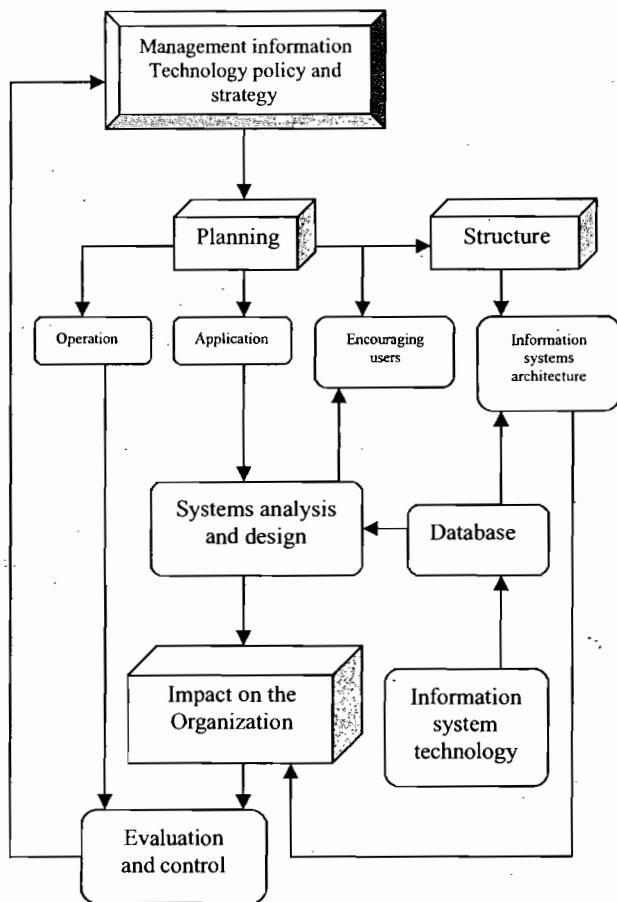 Management information
Technology policy and
strategy
Planning
Structure
Operation
Application
Encouraging
users
Information
systems
architecture
Systems analysis
and design
Database
Impact on the
Organization
Information
system
technology
Evaluation
and control